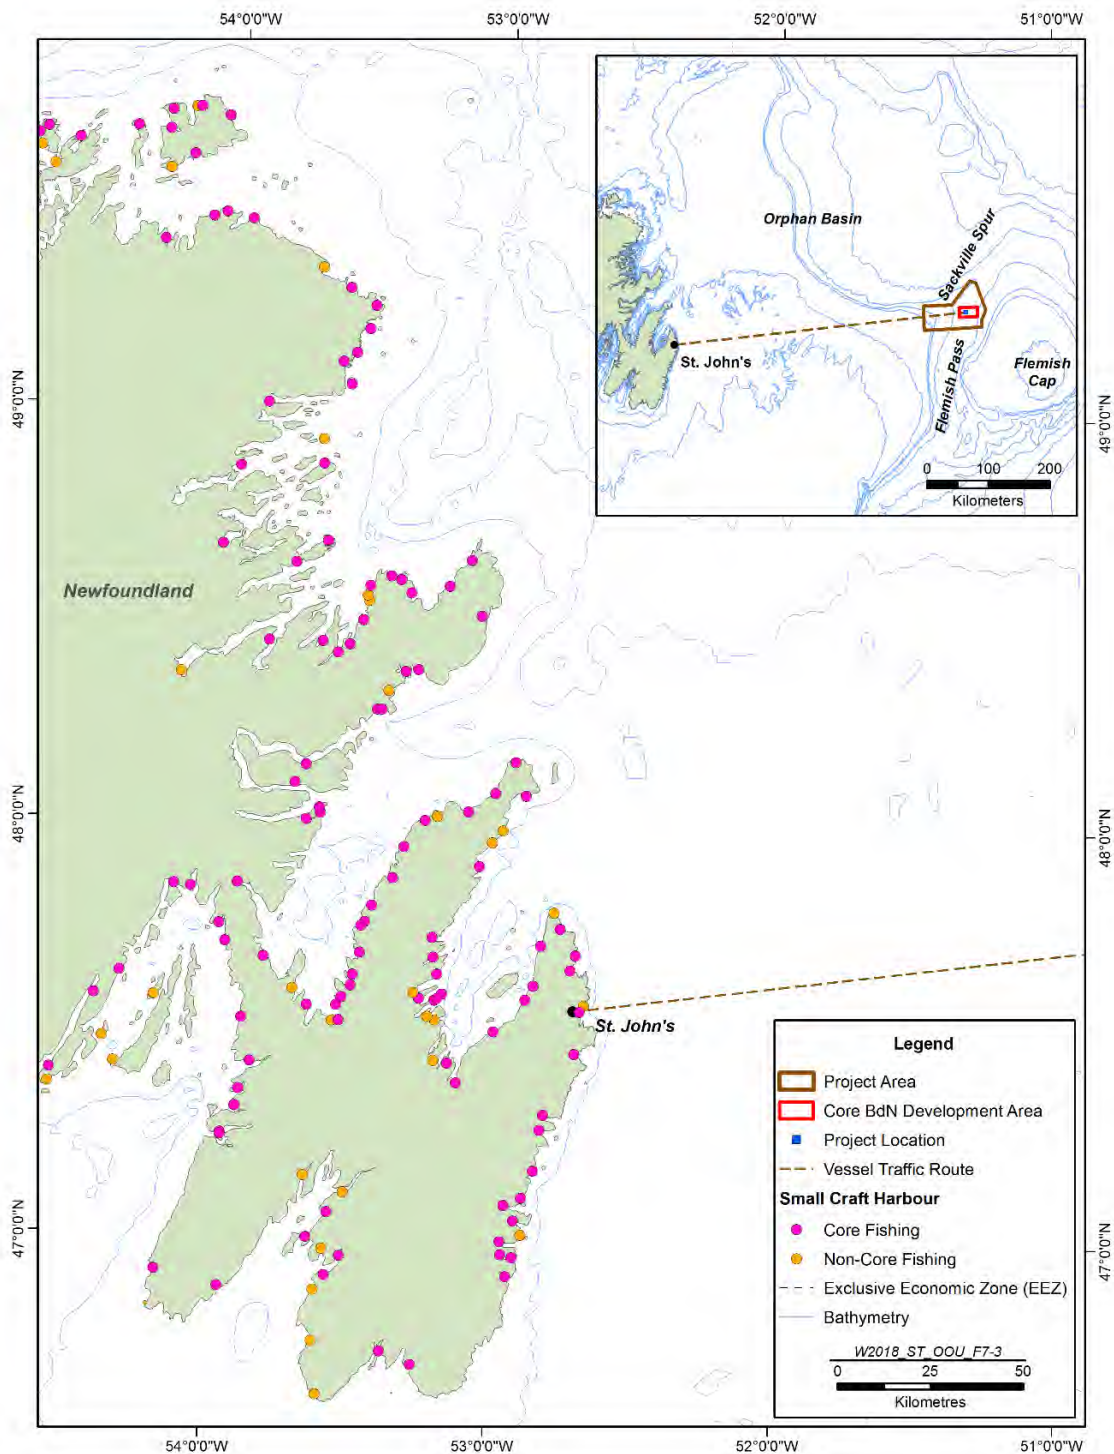 54°0'0"W 53°0'0"W 52°0'0"W 51°0'0"W
Orphan Basin
Sackville Spur
St. John's
Flemish Pass
Flemish
Cap
0 100 200
Kilometers
49°0'0"N
49°0'0"N
Newfoundland
48°0'0"N
48°0'0"N
St. John's
Legend
Project Area
Core BdN Development Area
Project Location
Vessel Traffic Route
Small Craft Harbour
Core Fishing
Non-Core Fishing
Exclusive Economic Zone (EEZ)
Bathymetry
W2018_ST_OOU_F7-3
0 25 50
Kilometres
47°0'0"N
47°0'0"N
54°0'0"W 53°0'0"W 52°0'0"W 51°0'0"W